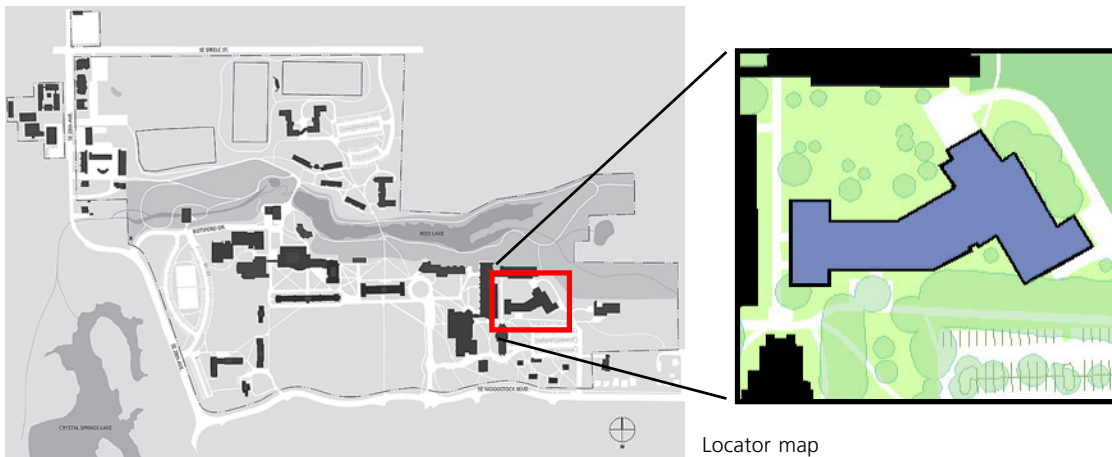 SE STEELE ST.
SE 28TH AVE.
BOTSFORD DR.
REED LAKE
SE 28TH AVE.
SE WOODSTOCK BLVD.
CRYSTAL SPRINGS LAKE
N
Locator map